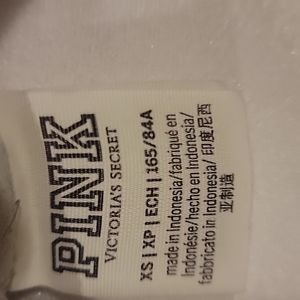 PINK
VICTORIA'S SECRET
XS | XP | ECH | 165/84A
made in Indonesia/fabriqué en
Indonésie/hecho en Indonesia/
fabbricato in Indonesia/ 印度尼西
亚制造